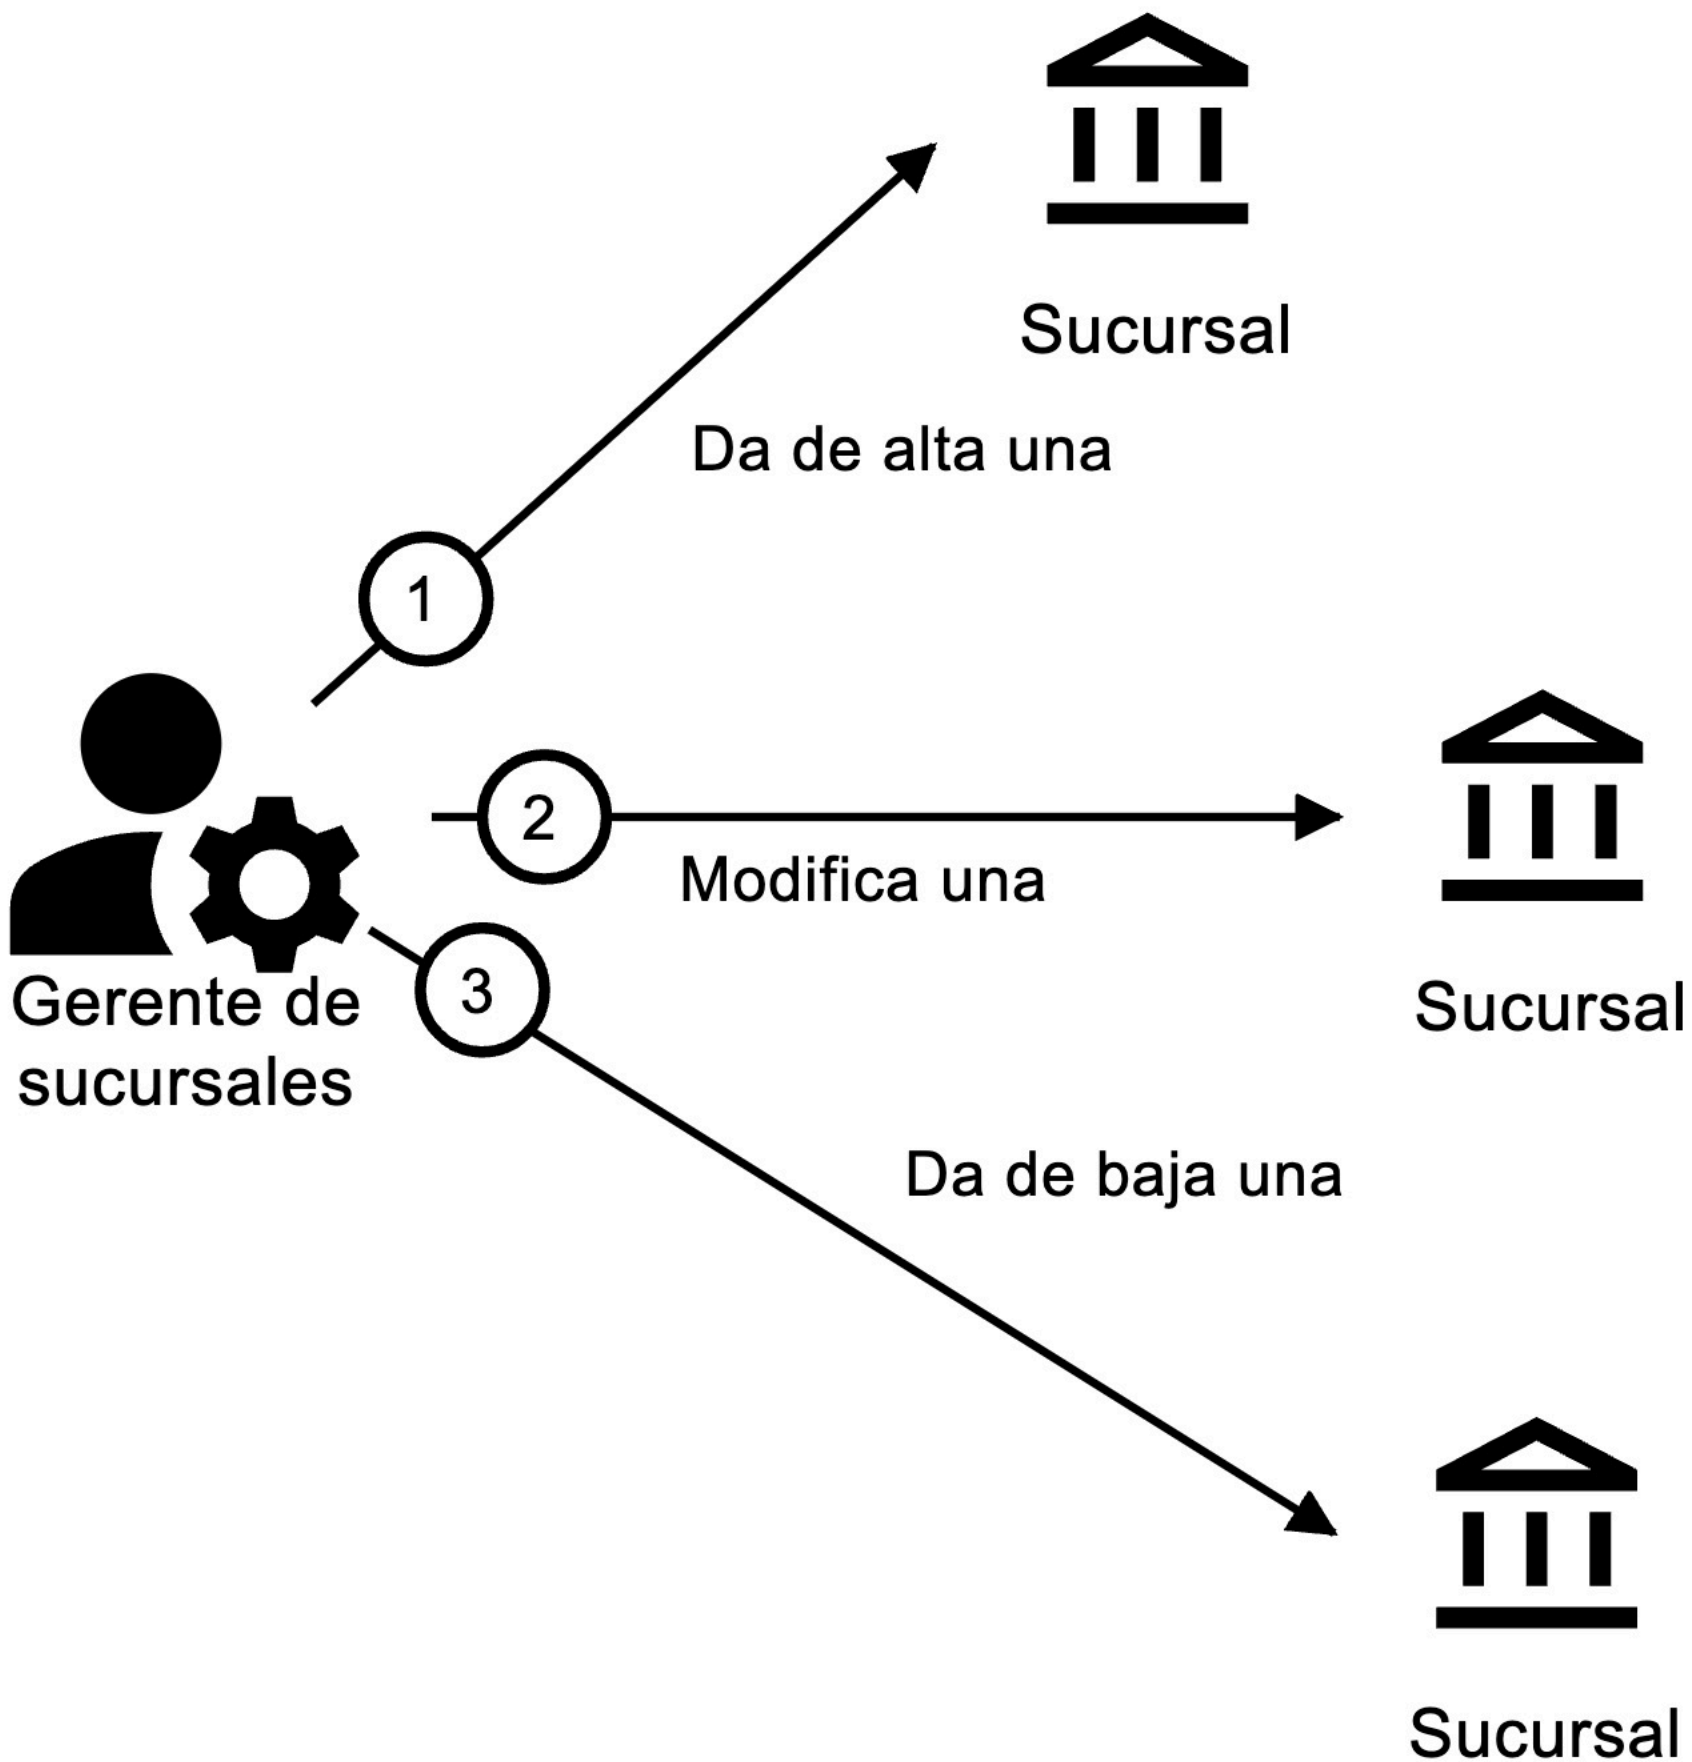 Sucursal
Da de alta una
1
2
Modifica una
Sucursal
3
Gerente de
sucursales
Da de baja una
Sucursal